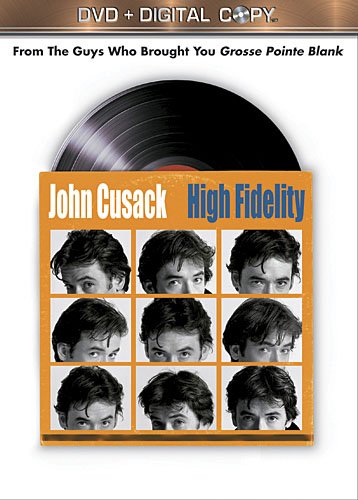 DVD + DIGITAL COPY
From The Guys Who Brought You Grosse Pointe Blank
John Cusack High Fidelity